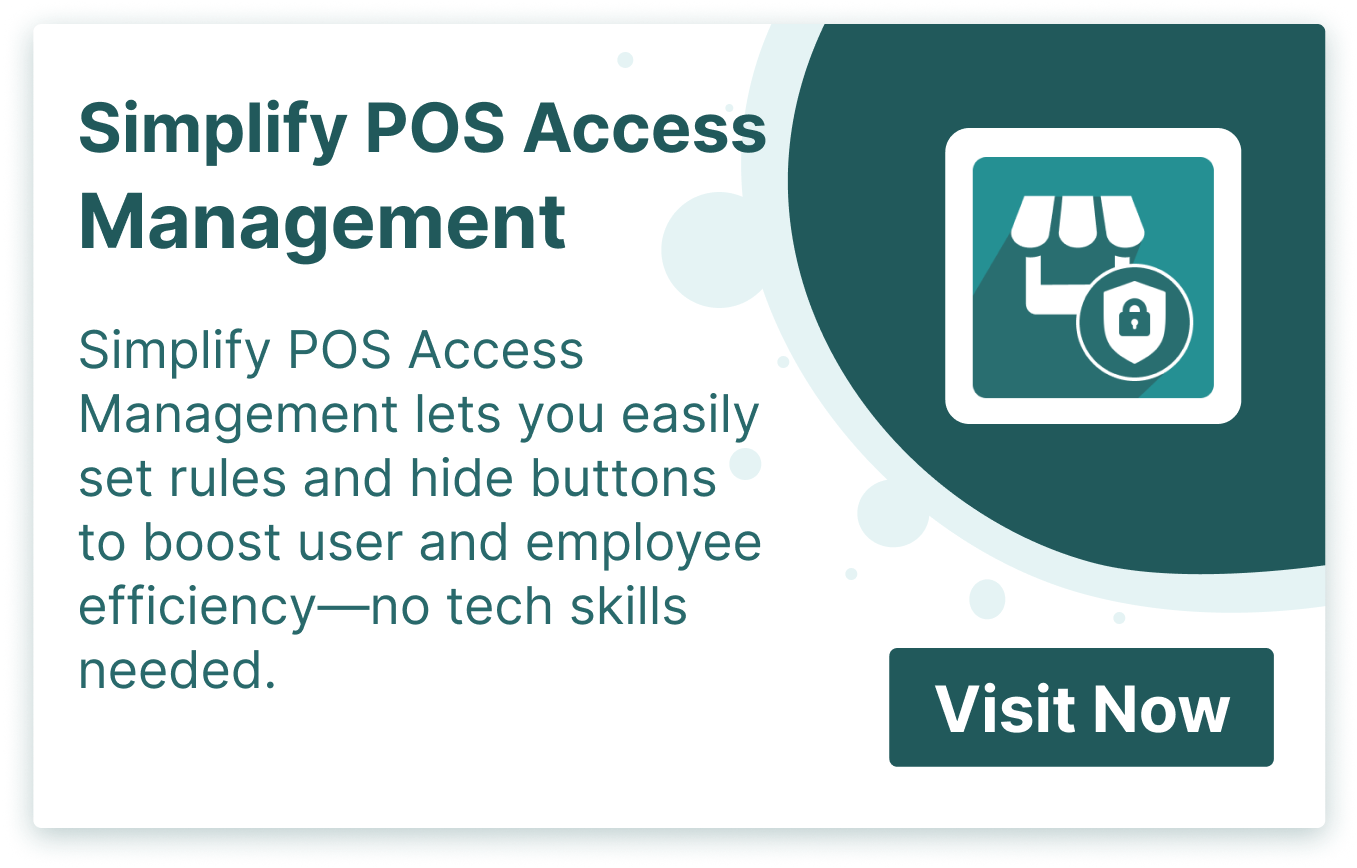 Simplify POS Access
Management
Simplify POS Access
Management lets you easily
set rules and hide buttons
to boost user and employee
efficiency—no tech skills
needed.
Visit Now